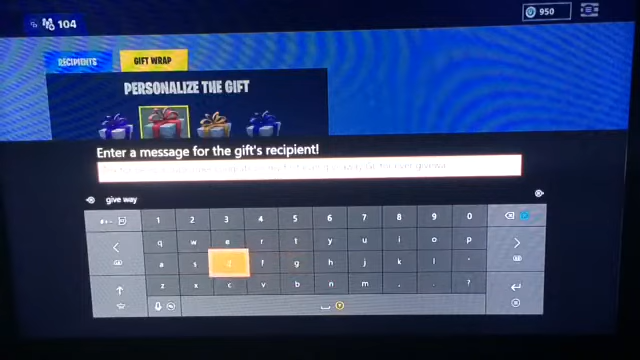 104
950
RECIPIENTS
GIFT WRAP
PERSONALIZE THE GIFT
Enter a message for the gift's recipient!
give way
1 2 3 4 5 6 7 8 9 0
q w e r t y u i o p
a s d f g h j k l
z x c v b n m , . ?